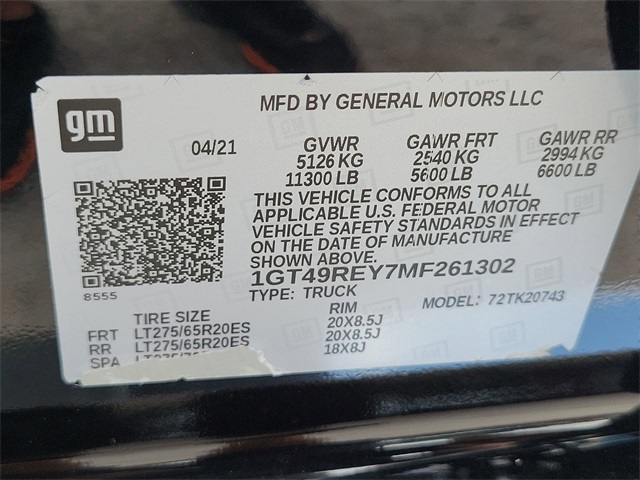 gm
MFD BY GENERAL MOTORS LLC
04/21
GVWR GAWR FRT GAWR RR
5126 KG 2540 KG 2994 KG
11300 LB 5600 LB 6600 LB
THIS VEHICLE CONFORMS TO ALL
APPLICABLE U.S. FEDERAL MOTOR
VEHICLE SAFETY STANDARDS IN EFFECT
ON THE DATE OF MANUFACTURE
SHOWN ABOVE.
8555
1GT49REY7MF261302
TYPE: TRUCK MODEL: 72TK20743
TIRE SIZE RIM
FRT LT275/65R20ES 20X8.5J
RR LT275/65R20ES 20X8.5J
SPA 18X8J